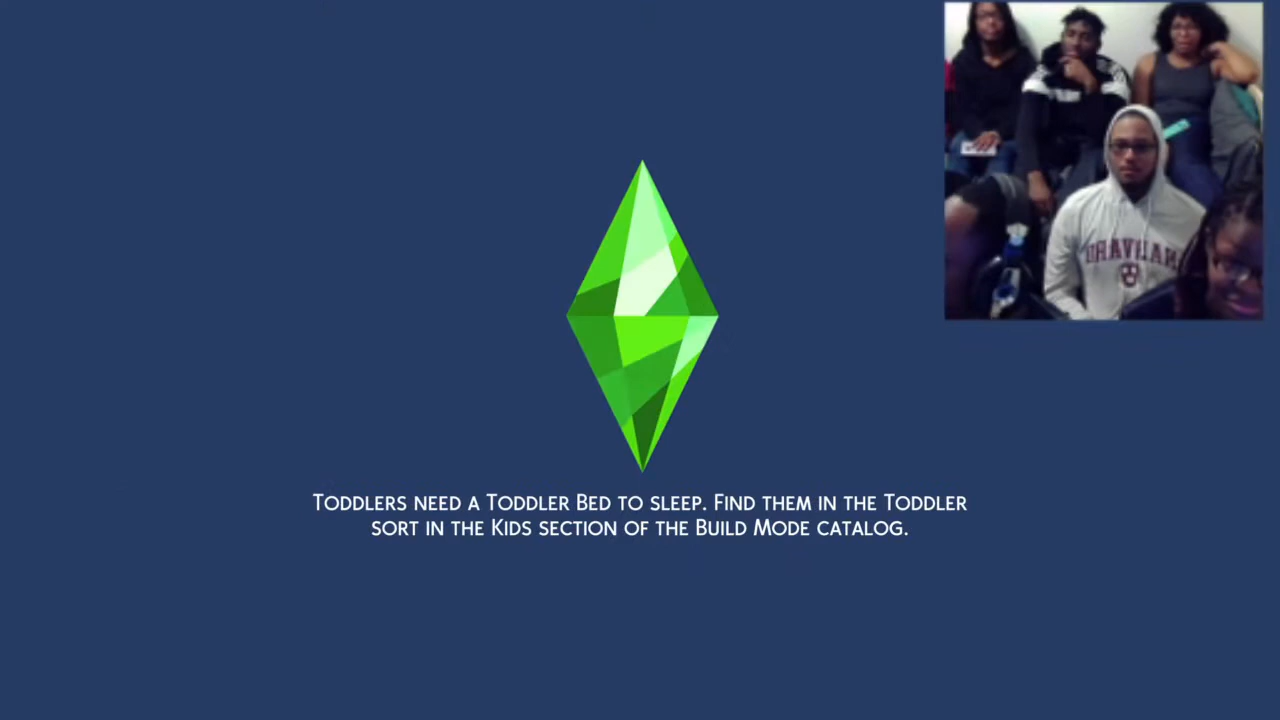 TODDLERS NEED A TODDLER BED TO SLEEP. FIND THEM IN THE TODDLER
SORT IN THE KIDS SECTION OF THE BUILD MODE CATALOG.